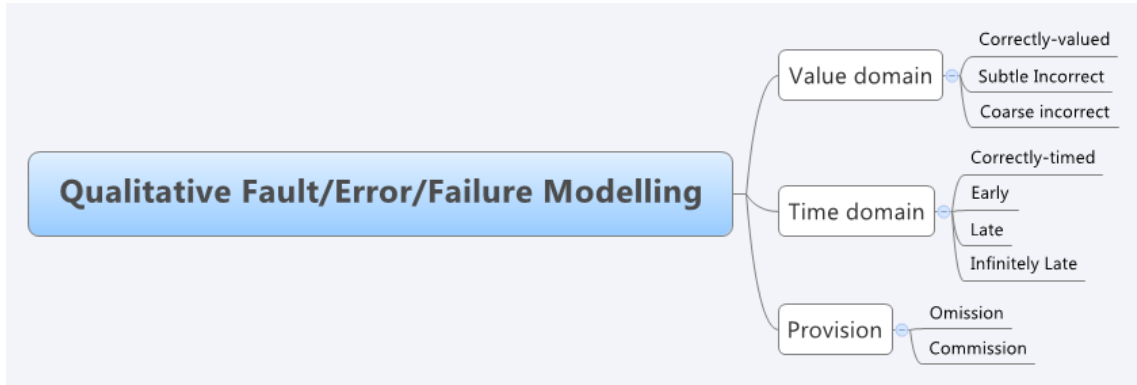 Qualitative Fault/Error/Failure Modelling
Value domain
Correctly-valued
Subtle Incorrect
Coarse incorrect
Time domain
Correctly-timed
Early
Late
Infinitely Late
Provision
Omission
Commission